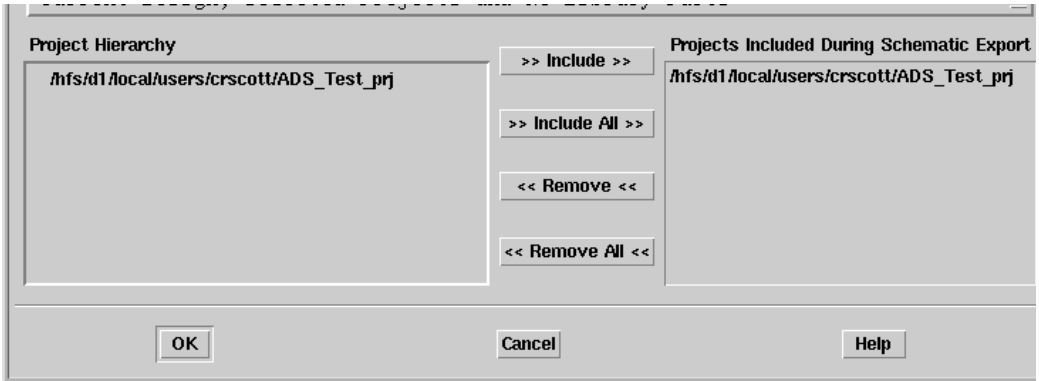 Project Hierarchy
Projects Included During Schematic Export
/hfs/d1/local/users/crscott/ADS_Test_prj
/hfs/d1/local/users/crscott/ADS_Test_prj
>> Include >>
>> Include All >>
<< Remove <<
<< Remove All <<
OK
Cancel
Help